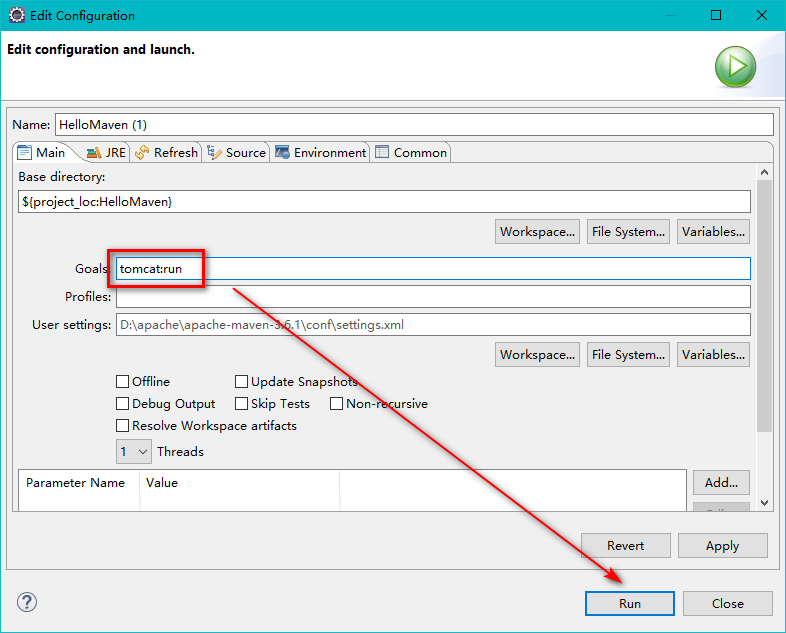 Edit Configuration
Edit configuration and launch.
Name: HelloMaven (1)
Main JRE Refresh Source Environment Common
Base directory:
${project_loc:HelloMaven}
Workspace... File System... Variables...
Goals tomcat:run
Profiles:
User settings: D:\apache\apache-maven-3.6.1\conf\settings.xml
Workspace... File System... Variables...
Offline Update Snapshots
Debug Output Skip Tests Non-recursive
Resolve Workspace artifacts
1 Threads
Parameter Name Value Add...
Revert Apply
? Run Close